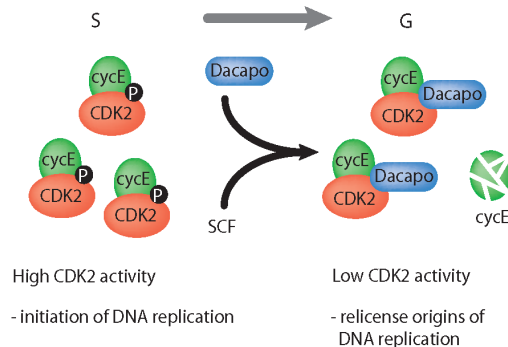 S
G
cycE
P
CDK2
Dacapo
cycE
Dacapo
CDK2
cycE
P
CDK2
cycE
P
CDK2
cycE
Dacapo
CDK2
SCF
cycE
High CDK2 activity
Low CDK2 activity
- initiation of DNA replication
- relicense origins of
DNA replication